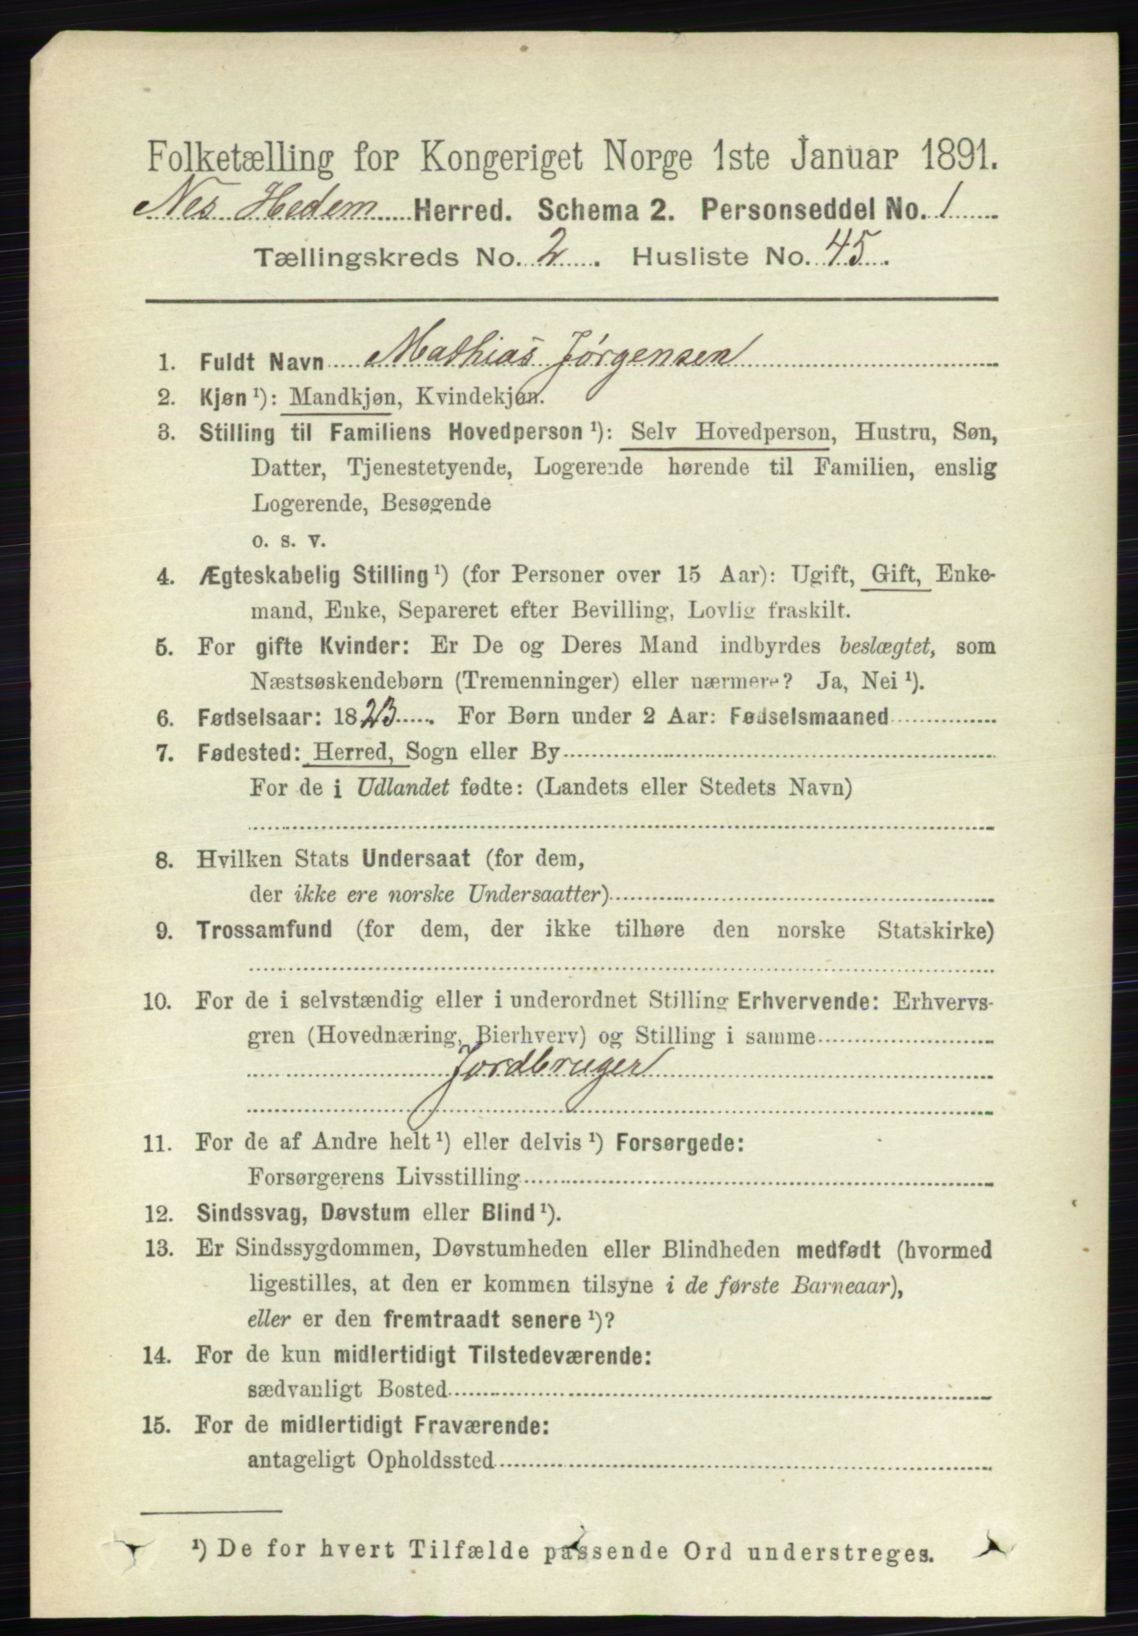 Folketælling for Kongeriget Norge 1ste Januar 1891.
Nes Hedem Herred. Schema 2. Personseddel No. 1
Tællingskreds No. 2. Husliste No. 45.
1. Fuldt Navn Mathias Jørgensen
2. Kjøn ¹): Mandkjøn, Kvindekjøn.
3. Stilling til Familiens Hovedperson ¹): Selv Hovedperson, Hustru, Søn,
Datter, Tjenestetyende, Logerende hørende til Familien, enslig
Logerende, Besøgende
o. s. v.
4. Ægteskabelig Stilling ¹) (for Personer over 15 Aar): Ugift, Gift, Enke-
mand, Enke, Separeret efter Bevilling, Lovlig fraskilt.
5. For gifte Kvinder: Er De og Deres Mand indbyrdes beslægtet, som
Næstsøskendebørn (Tremenninger) eller nærmere? Ja, Nei ¹).
6. Fødselsaar: 1823. For Børn under 2 Aar: Fødselsmaaned
7. Fødested: Herred, Sogn eller By
For de i Udlandet fødte: (Landets eller Stedets Navn)
8. Hvilken Stats Undersaat (for dem,
der ikke ere norske Undersaatter)
9. Trossamfund (for dem, der ikke tilhøre den norske Statskirke)
10. For de i selvstændig eller i underordnet Stilling Erhvervende: Erhvervs-
gren (Hovednæring, Bierhverv) og Stilling i samme
Jordbruger
11. For de af Andre helt ¹) eller delvis ¹) Forsørgede:
Forsørgerens Livsstilling
12. Sindssvag, Døvstum eller Blind ¹).
13. Er Sindssygdommen, Døvstumheden eller Blindheden medfødt (hvormed
ligestilles, at den er kommen tilsyne i de første Barneaar),
eller er den fremtraadt senere ¹)?
14. For de kun midlertidigt Tilstedeværende:
sædvanligt Bosted
15. For de midlertidigt Fraværende:
antageligt Opholdssted
¹) De for hvert Tilfælde passende Ord understreges.